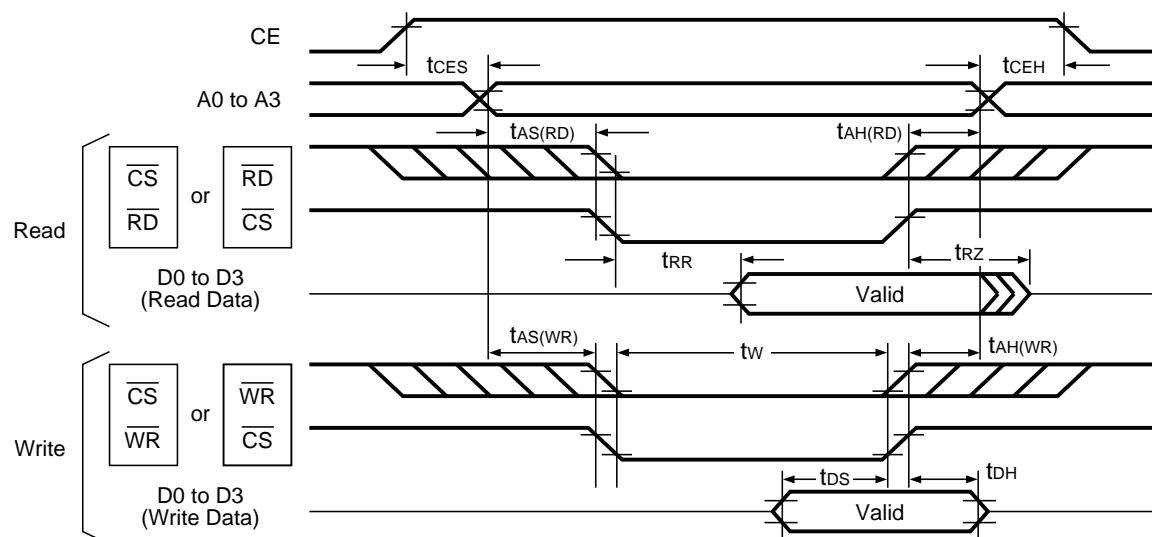 CE
tCES
tCEH
A0 to A3
tAS(RD)
tAH(RD)
Read
CS
RD
or
RD
CS
tRR
tRZ
D0 to D3
(Read Data)
Valid
tAS(WR)
tW
tAH(WR)
Write
CS
WR
or
WR
CS
tDS
tDH
D0 to D3
(Write Data)
Valid